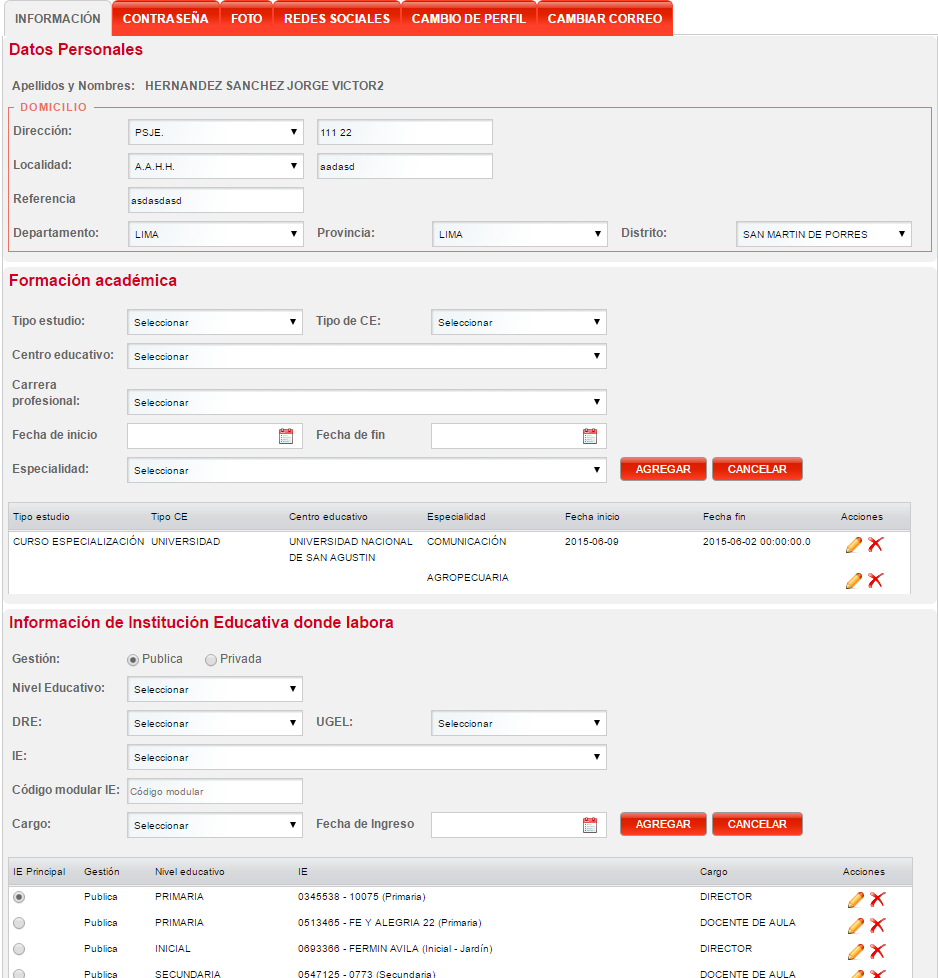 INFORMACIÓN CONTRASEÑA FOTO REDES SOCIALES CAMBIO DE PERFIL CAMBIAR CORREO
Datos Personales
Apellidos y Nombres: HERNANDEZ SANCHEZ JORGE VICTOR2
DOMICILIO
Dirección: PSJE. 111 22
Localidad: A.A.H.H. aadasd
Referencia asdasdasd
Departamento: LIMA Provincia: LIMA Distrito: SAN MARTIN DE PORRES
Formación académica
Tipo estudio: Seleccionar Tipo de CE: Seleccionar
Centro educativo: Seleccionar
Carrera
profesional: Seleccionar
Fecha de inicio Fecha de fin
Especialidad: Seleccionar AGREGAR CANCELAR
Tipo estudio Tipo CE Centro educativo Especialidad Fecha inicio Fecha fin Acciones
CURSO ESPECIALIZACIÓN UNIVERSIDAD UNIVERSIDAD NACIONAL COMUNICACIÓN 2015-06-09 2015-06-02 00:00:00.0
DE SAN AGUSTIN
AGROPECUARIA
Información de Institución Educativa donde labora
Gestión: Publica Privada
Nivel Educativo: Seleccionar
DRE: Seleccionar UGEL: Seleccionar
IE: Seleccionar
Código modular IE: Código modular
Cargo: Seleccionar Fecha de Ingreso AGREGAR CANCELAR
IE Principal Gestión Nivel educativo IE Cargo Acciones
Publica PRIMARIA 0345538 - 10075 (Primaria) DIRECTOR
Publica PRIMARIA 0513465 - FE Y ALEGRIA 22 (Primaria) DOCENTE DE AULA
Publica INICIAL 0693366 - FERMIN AVILA (Inicial - Jardín) DIRECTOR
Publica SECUNDARIA 0547125 - 0773 (Secundaria) DOCENTE DE AULA